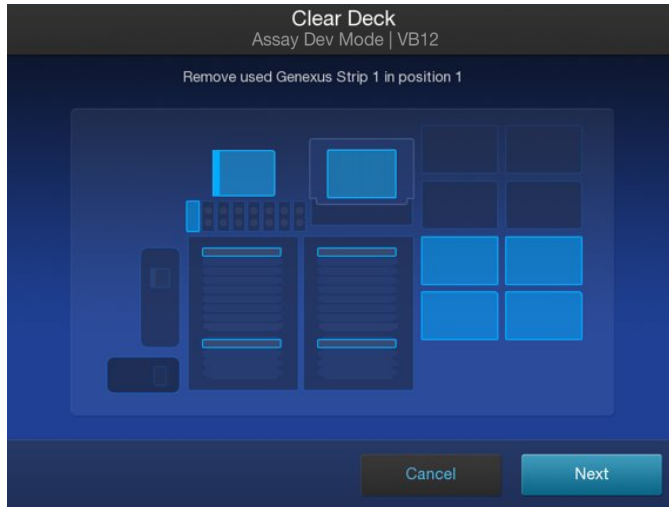 Clear Deck
Assay Dev Mode | VB12
Remove used Genexus Strip 1 in position 1
Cancel
Next